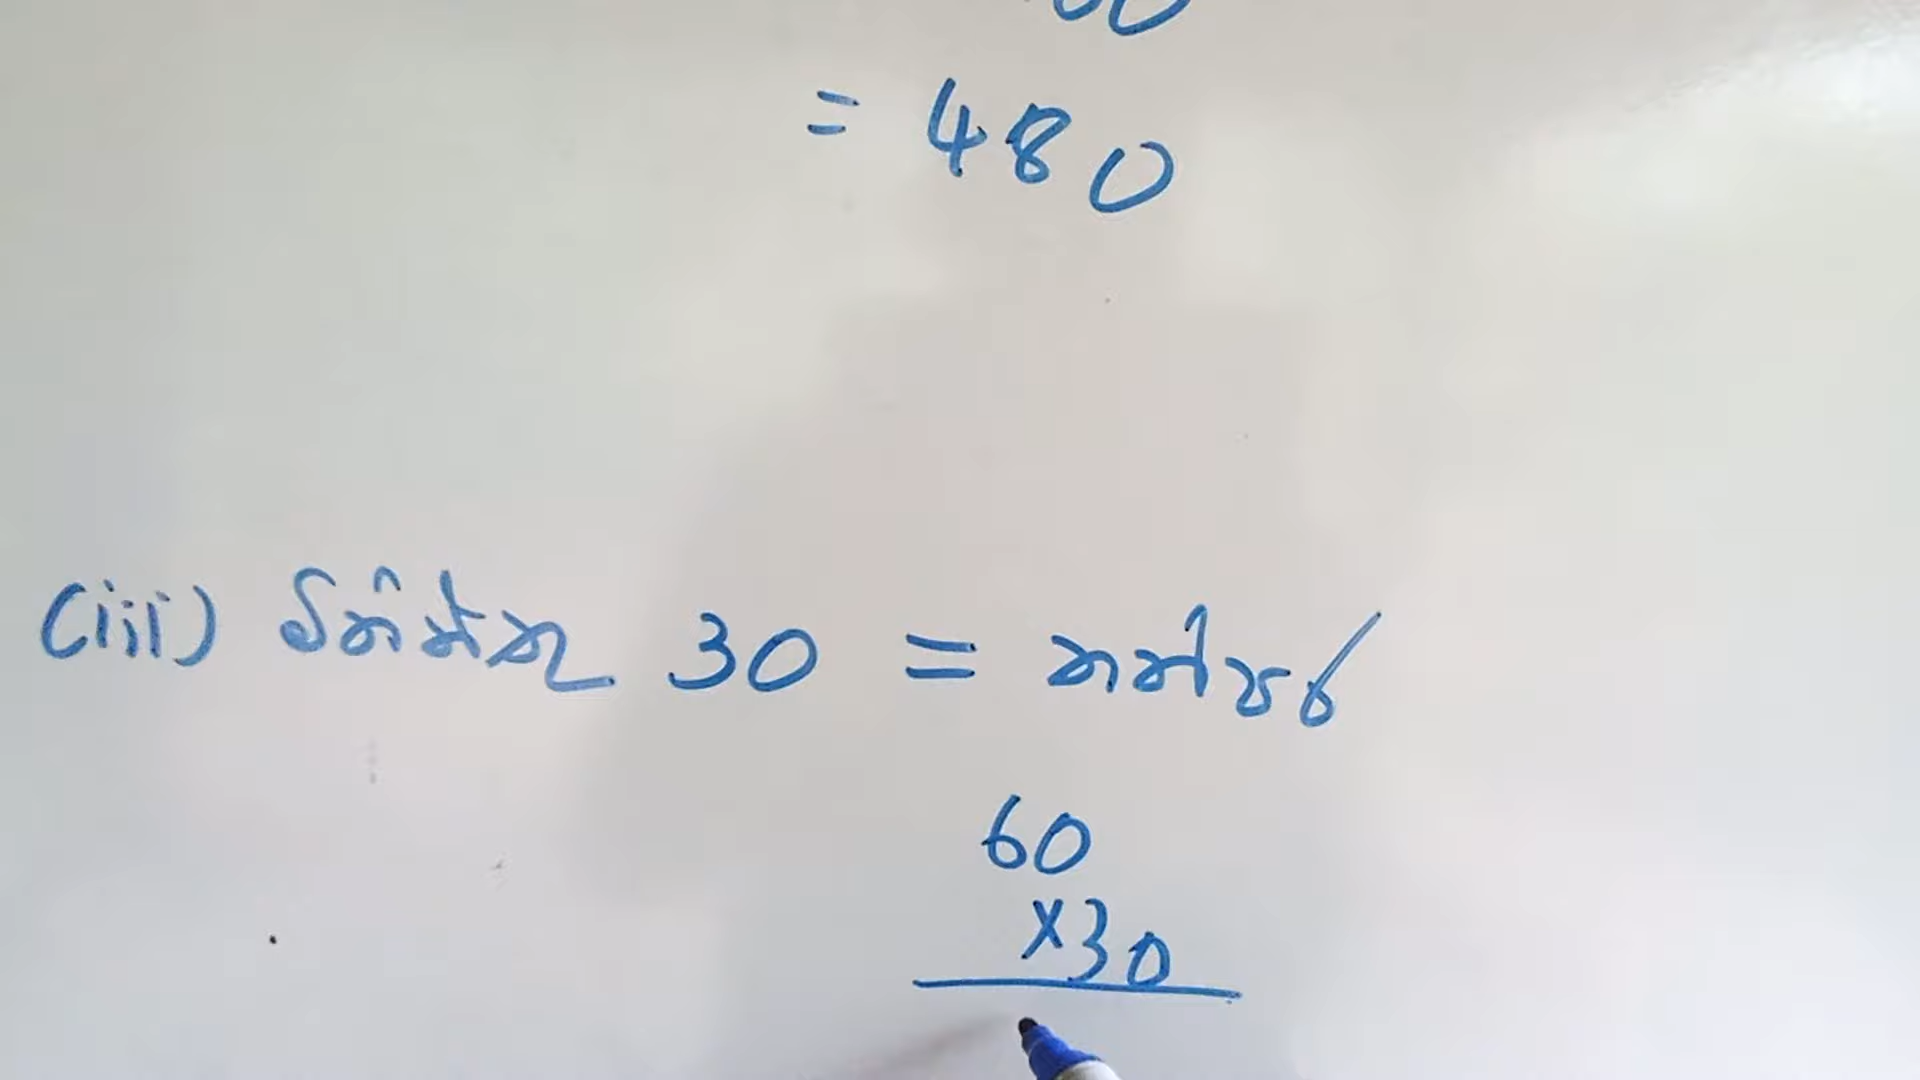 = 480
(iii) විනාඩි 30 = තත්පර
60
×30